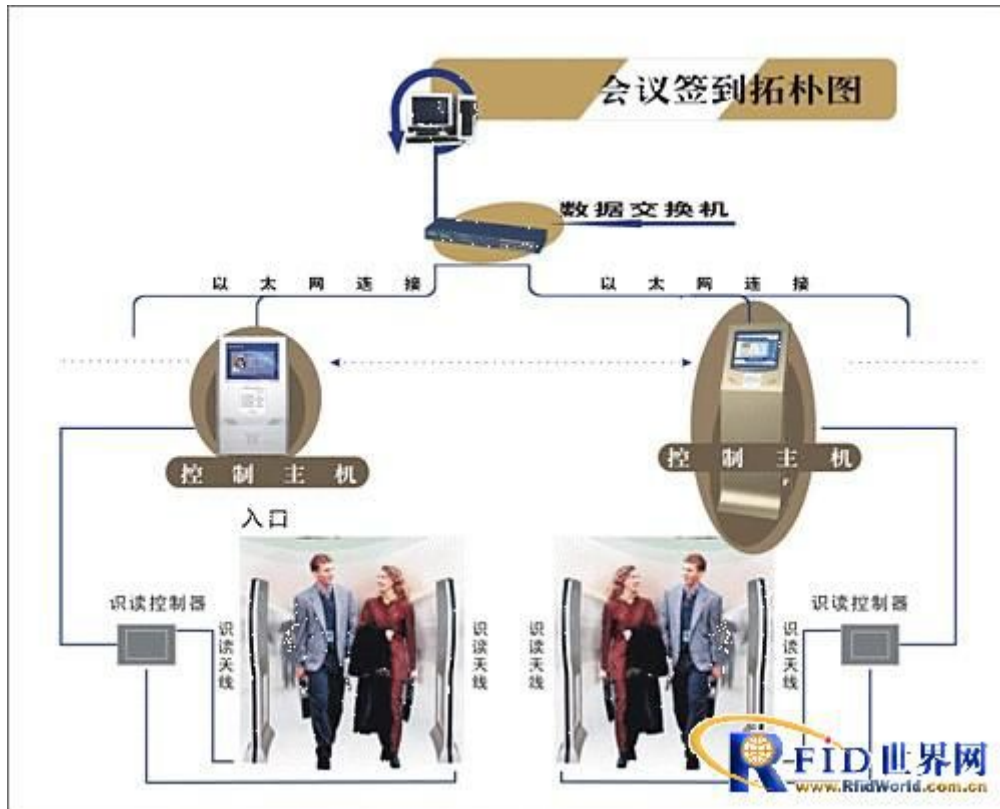 会议签到拓朴图
数据交换机
以太网连接
以太网连接
控制主机
控制主机
入口
识读控制器
识读天线
识读天线
识读天线
识读天线
识读控制器
RFID世界网
www.RfidWorld.com.cn